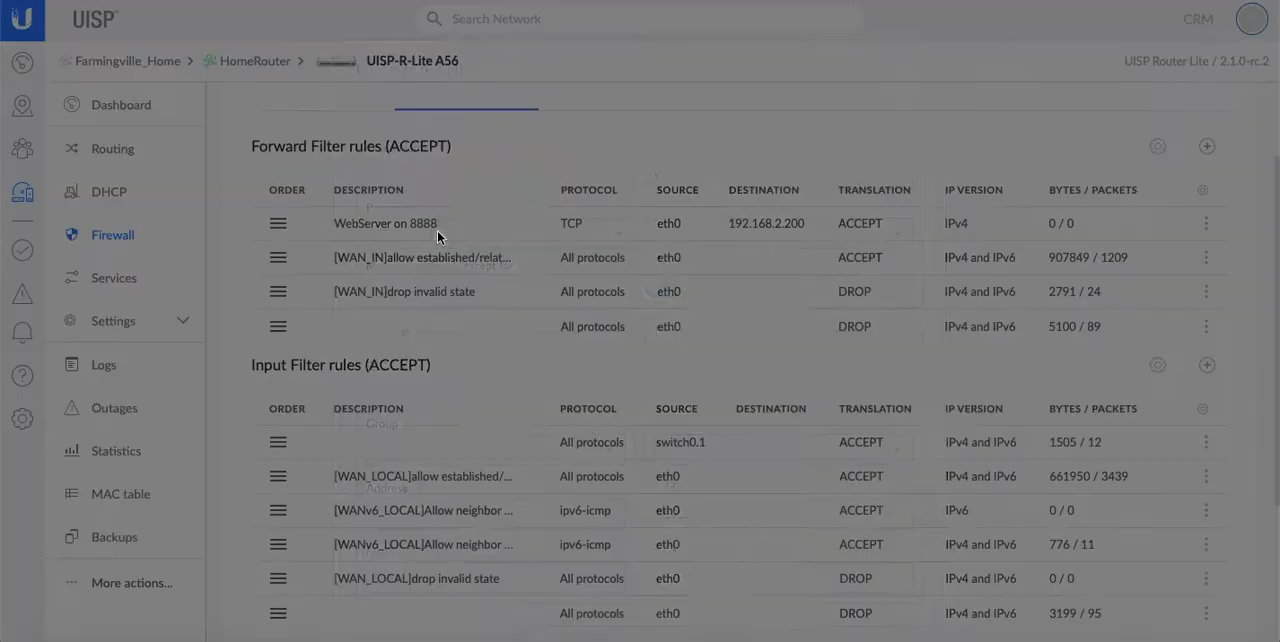 UISP
Search Network
CRM
Farmingville_Home > HomeRouter > UISP-R-Lite A56
UISP Router Lite / 2.1.0-rc.2
Dashboard
Routing
DHCP
Firewall
Services
Settings
Logs
Outages
Statistics
MAC table
Backups
More actions...
Forward Filter rules (ACCEPT)
ORDER DESCRIPTION PROTOCOL SOURCE DESTINATION TRANSLATION IP VERSION BYTES / PACKETS
WebServer on 8888 TCP eth0 192.168.2.200 ACCEPT IPv4 0 / 0
[WAN_IN]allow established/relat... All protocols eth0 ACCEPT IPv4 and IPv6 907849 / 1209
Except for
[WAN_IN]drop invalid state All protocols eth0 DROP IPv4 and IPv6 2791 / 24
All protocols eth0 DROP IPv4 and IPv6 5100 / 89
Input Filter rules (ACCEPT)
ORDER DESCRIPTION PROTOCOL SOURCE DESTINATION TRANSLATION IP VERSION BYTES / PACKETS
Group
All protocols switch0.1 ACCEPT IPv4 and IPv6 1505 / 12
[WAN_LOCAL]allow established/... All protocols eth0 ACCEPT IPv4 and IPv6 661950 / 3439
Address
[WANv6_LOCAL]Allow neighbor ... ipv6-icmp eth0 ACCEPT IPv6 0 / 0
[WANv6_LOCAL]Allow neighbor ... ipv6-icmp eth0 ACCEPT IPv4 and IPv6 776 / 11
[WAN_LOCAL]drop invalid state All protocols eth0 DROP IPv4 and IPv6 0 / 0
All protocols eth0 DROP IPv4 and IPv6 3199 / 95